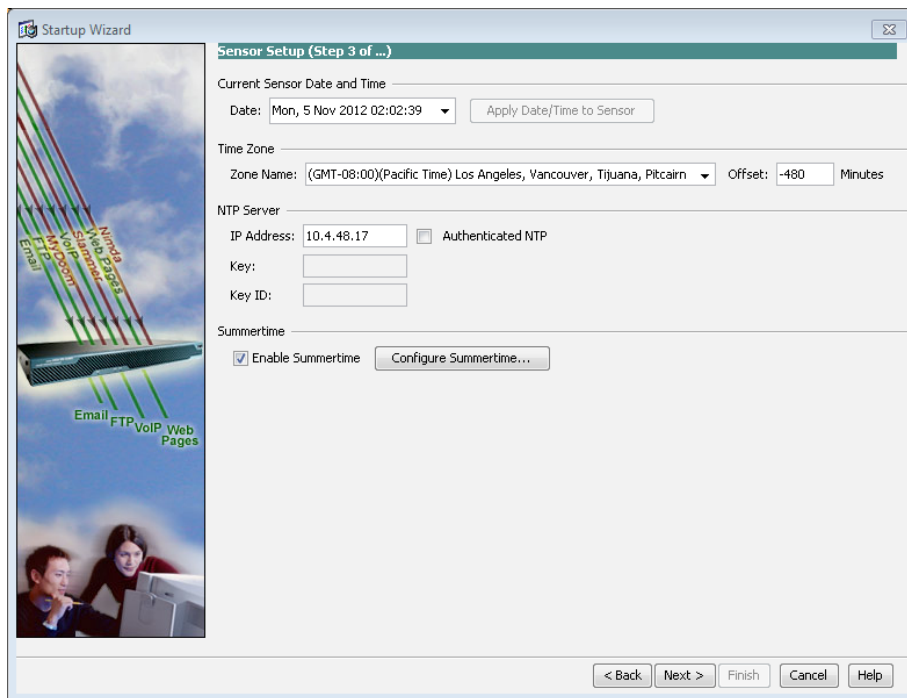 Startup Wizard
Sensor Setup (Step 3 of ...)
Current Sensor Date and Time
Date: Mon, 5 Nov 2012 02:02:39 Apply Date/Time to Sensor
Time Zone
Zone Name: (GMT-08:00)(Pacific Time) Los Angeles, Vancouver, Tijuana, Pitcairn Offset: -480 Minutes
NTP Server
IP Address: 10.4.48.17 Authenticated NTP
Key:
Key ID:
Summertime
Enable Summertime Configure Summertime...
Nimda
Web Pages
Slammer
VoIP
MyDoom
FTP
Email
Email FTP VoIP Web Pages
< Back Next > Finish Cancel Help